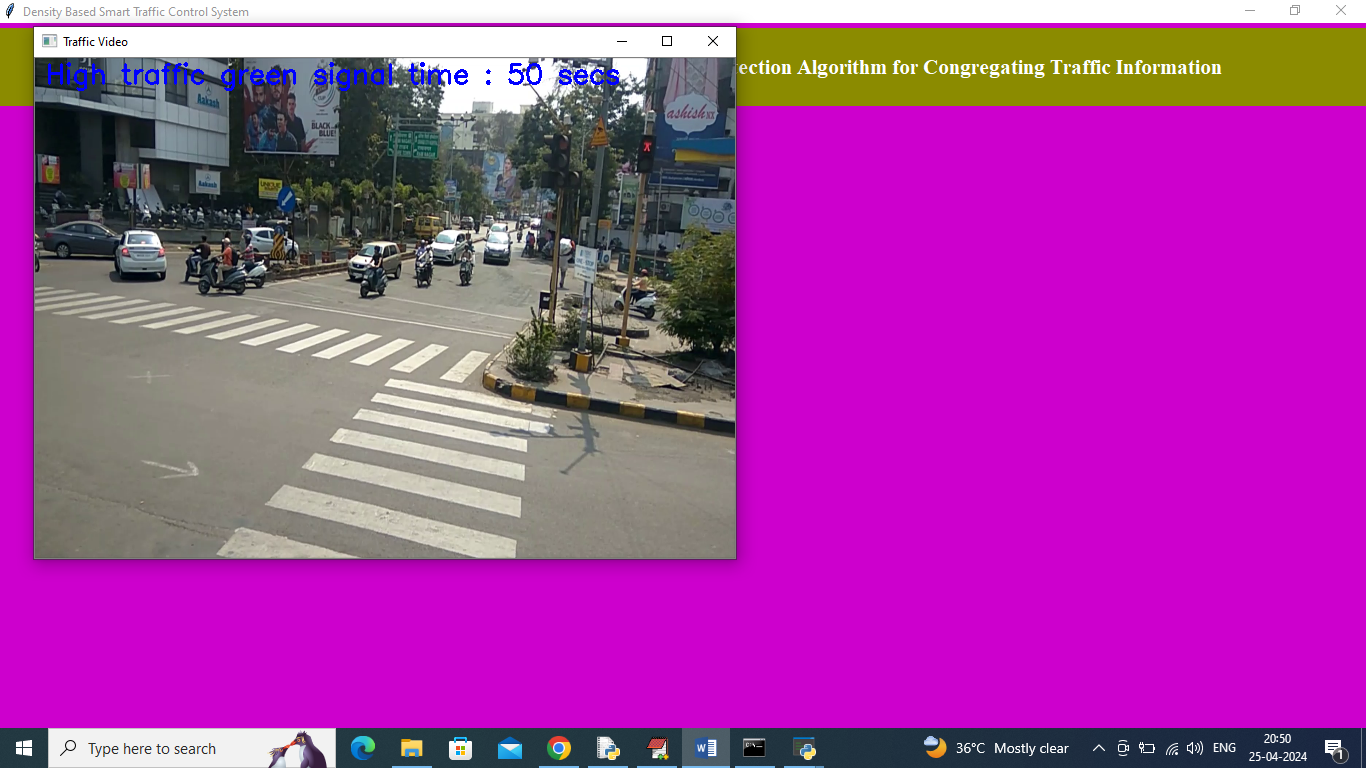 Density Based Smart Traffic Control System
Traffic Video
High traffic green signal time : 50 secs
ection Algorithm for Congregating Traffic Information
Aakash
BLACK
BLUE!
ashish
Aakash
Type here to search
36°C Mostly clear
ENG
20:50
25-04-2024
1